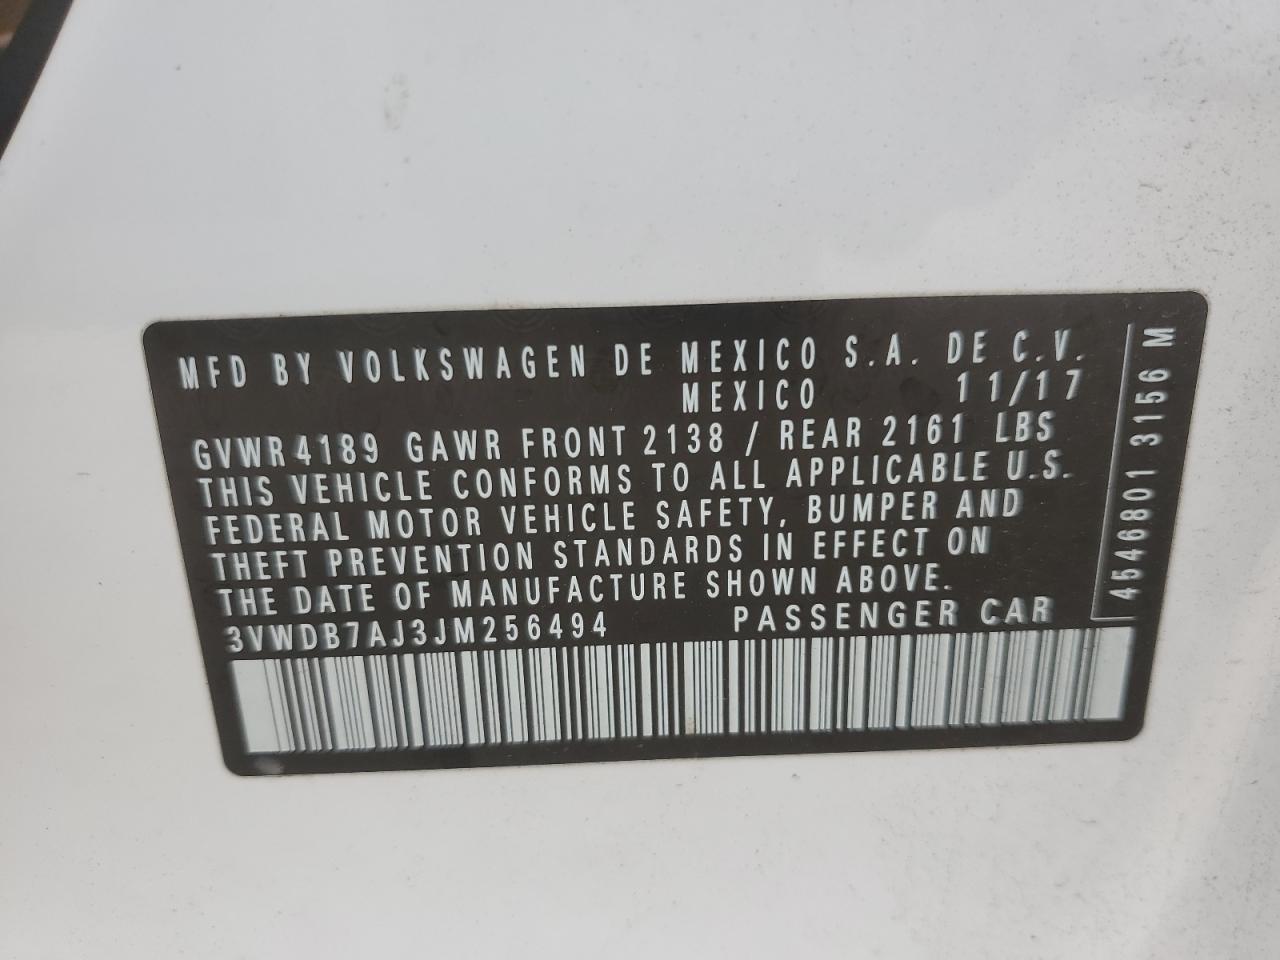 MFD BY VOLKSWAGEN DE MEXICO S.A. DE C.V.
MEXICO 11/17
GVWR 4189 GAWR FRONT 2138 / REAR 2161 LBS
THIS VEHICLE CONFORMS TO ALL APPLICABLE U.S.
FEDERAL MOTOR VEHICLE SAFETY, BUMPER AND
THEFT PREVENTION STANDARDS IN EFFECT ON
THE DATE OF MANUFACTURE SHOWN ABOVE.
3VWDB7AJ3JM256494 PASSENGER CAR
4546801 3156 M